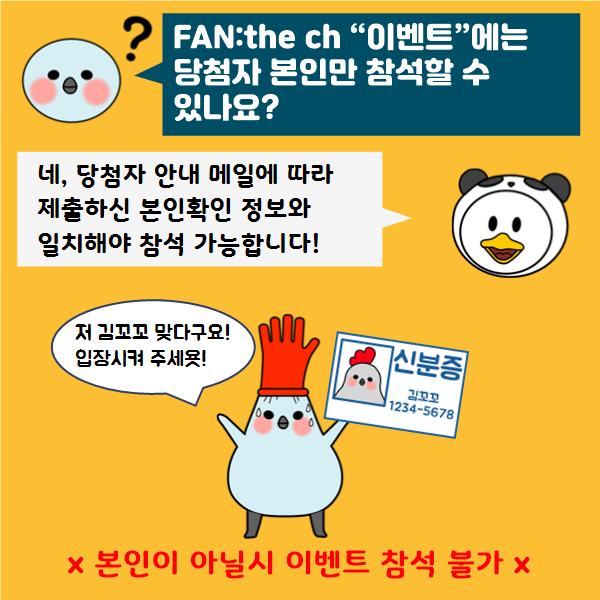 ?
FAN:the ch “이벤트”에는
당첨자 본인만 참석할 수
있나요?
네, 당첨자 안내 메일에 따라
제출하신 본인확인 정보와
일치해야 참석 가능합니다!
저 김꼬꼬 맞다구요!
입장시켜 주세욧!
신분증
김꼬꼬
1234-5678
x 본인이 아닐시 이벤트 참석 불가 x